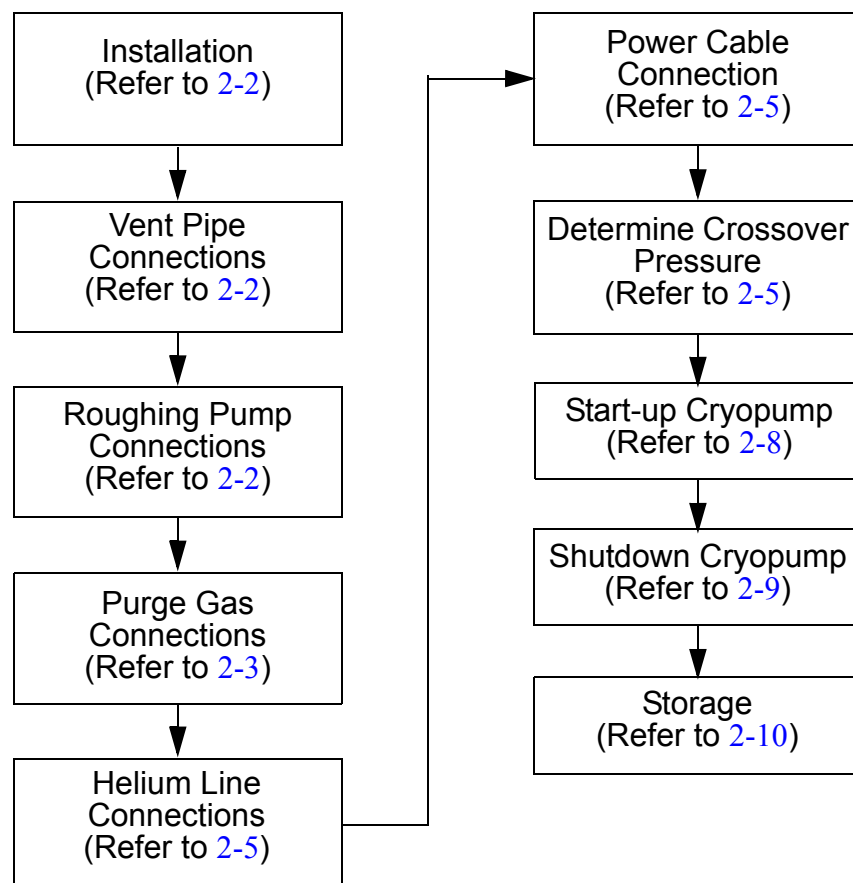 Installation
(Refer to 2-2)
Vent Pipe
Connections
(Refer to 2-2)
Roughing Pump
Connections
(Refer to 2-2)
Purge Gas
Connections
(Refer to 2-3)
Helium Line
Connections
(Refer to 2-5)
Power Cable
Connection
(Refer to 2-5)
Determine Crossover
Pressure
(Refer to 2-5)
Start-up Cryopump
(Refer to 2-8)
Shutdown Cryopump
(Refer to 2-9)
Storage
(Refer to 2-10)